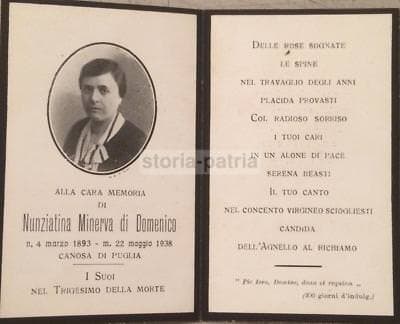 ALLA CARA MEMORIA
DI
Nunziatina Minerva di Domenico
n. 4 marzo 1893 - m. 22 maggio 1938
CANOSA DI PUGLIA
I SUOI
NEL TRIGESIMO DELLA MORTE
DELLE ROSE SOGNATE
LE SPINE
NEL TRAVAGLIO DEGLI ANNI
PLACIDA PROVASTI
COL RADIOSO SORRISO
I TUOI CARI
IN UN ALONE DI PACE
SERENA BEASTI
IL TUO CANTO
NEL CONCENTO VIRGINEO SCIOGLIESTI
CANDIDA
DELL'AGNELLO AL RICHIAMO
"Pie Jesu, Domine, dona ei requiem„
(300 giorni d'indulg.)
storia-patria